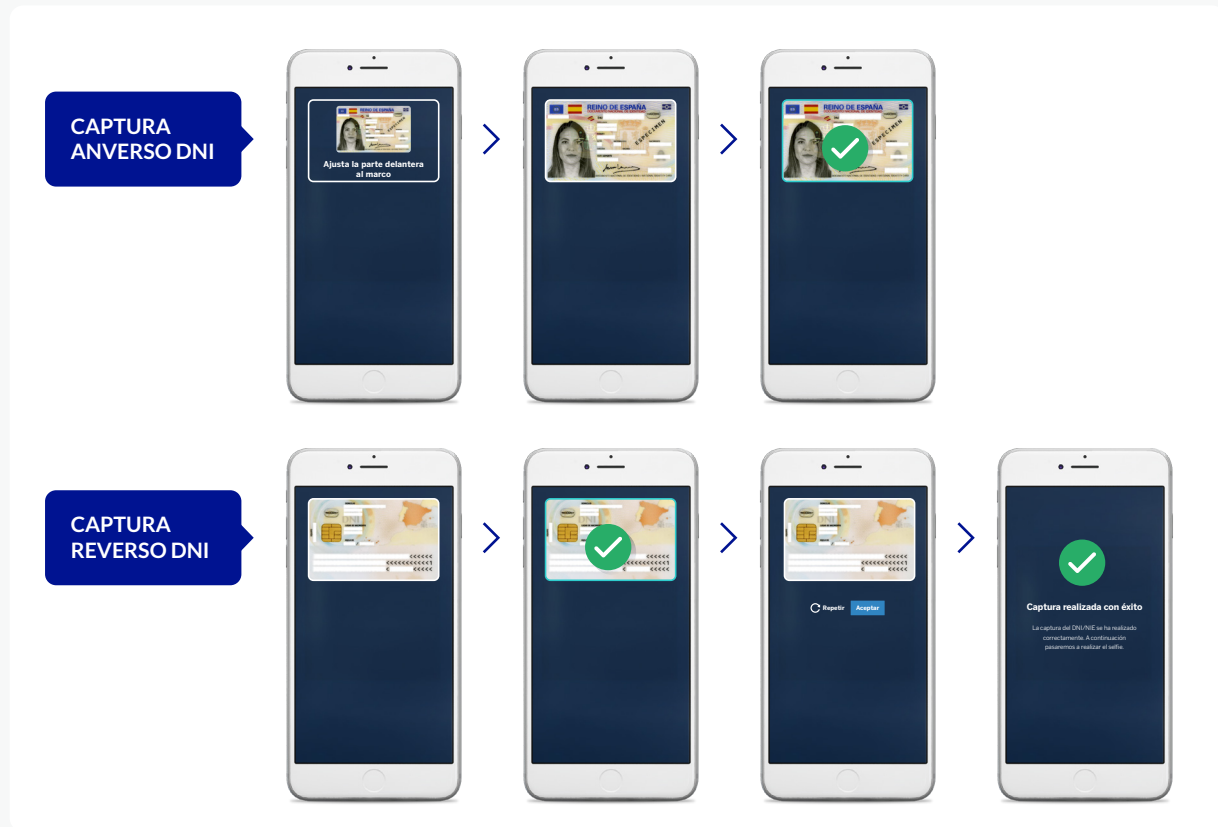 CAPTURA
ANVERSO DNI
REINO DE ESPAÑA
ESPECIMEN
Ajusta la parte delantera
al marco
REINO DE ESPAÑA
ESPECIMEN
REINO DE ESPAÑA
ESPECIMEN
CAPTURA
REVERSO DNI
Repetir
Aceptar
Captura realizada con éxito
La captura del DNI/NIE se ha realizado
correctamente. A continuación
pasaremos a realizar el selfie.